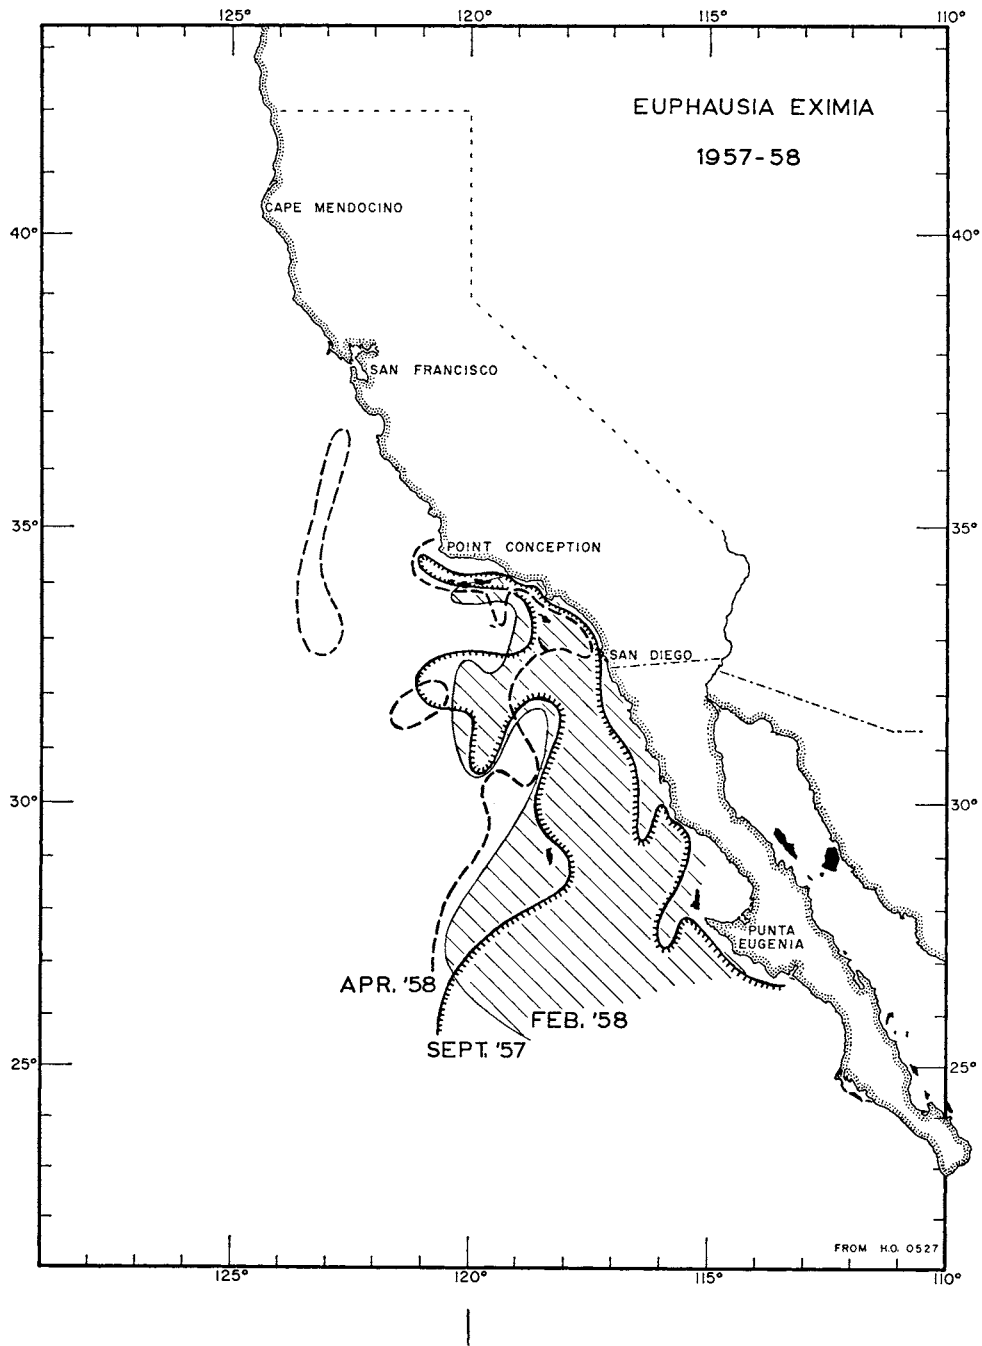 125° 120° 115° 110°
EUPHAUSIA EXIMIA
1957-58
CAPE MENDOCINO
40° 40°
SAN FRANCISCO
35° 35°
POINT CONCEPTION
SAN DIEGO
30° 30°
PUNTA
EUGENIA
APR. '58
FEB. '58
SEPT. '57
25° 25°
FROM H.O. 0527
125° 120° 115° 110°